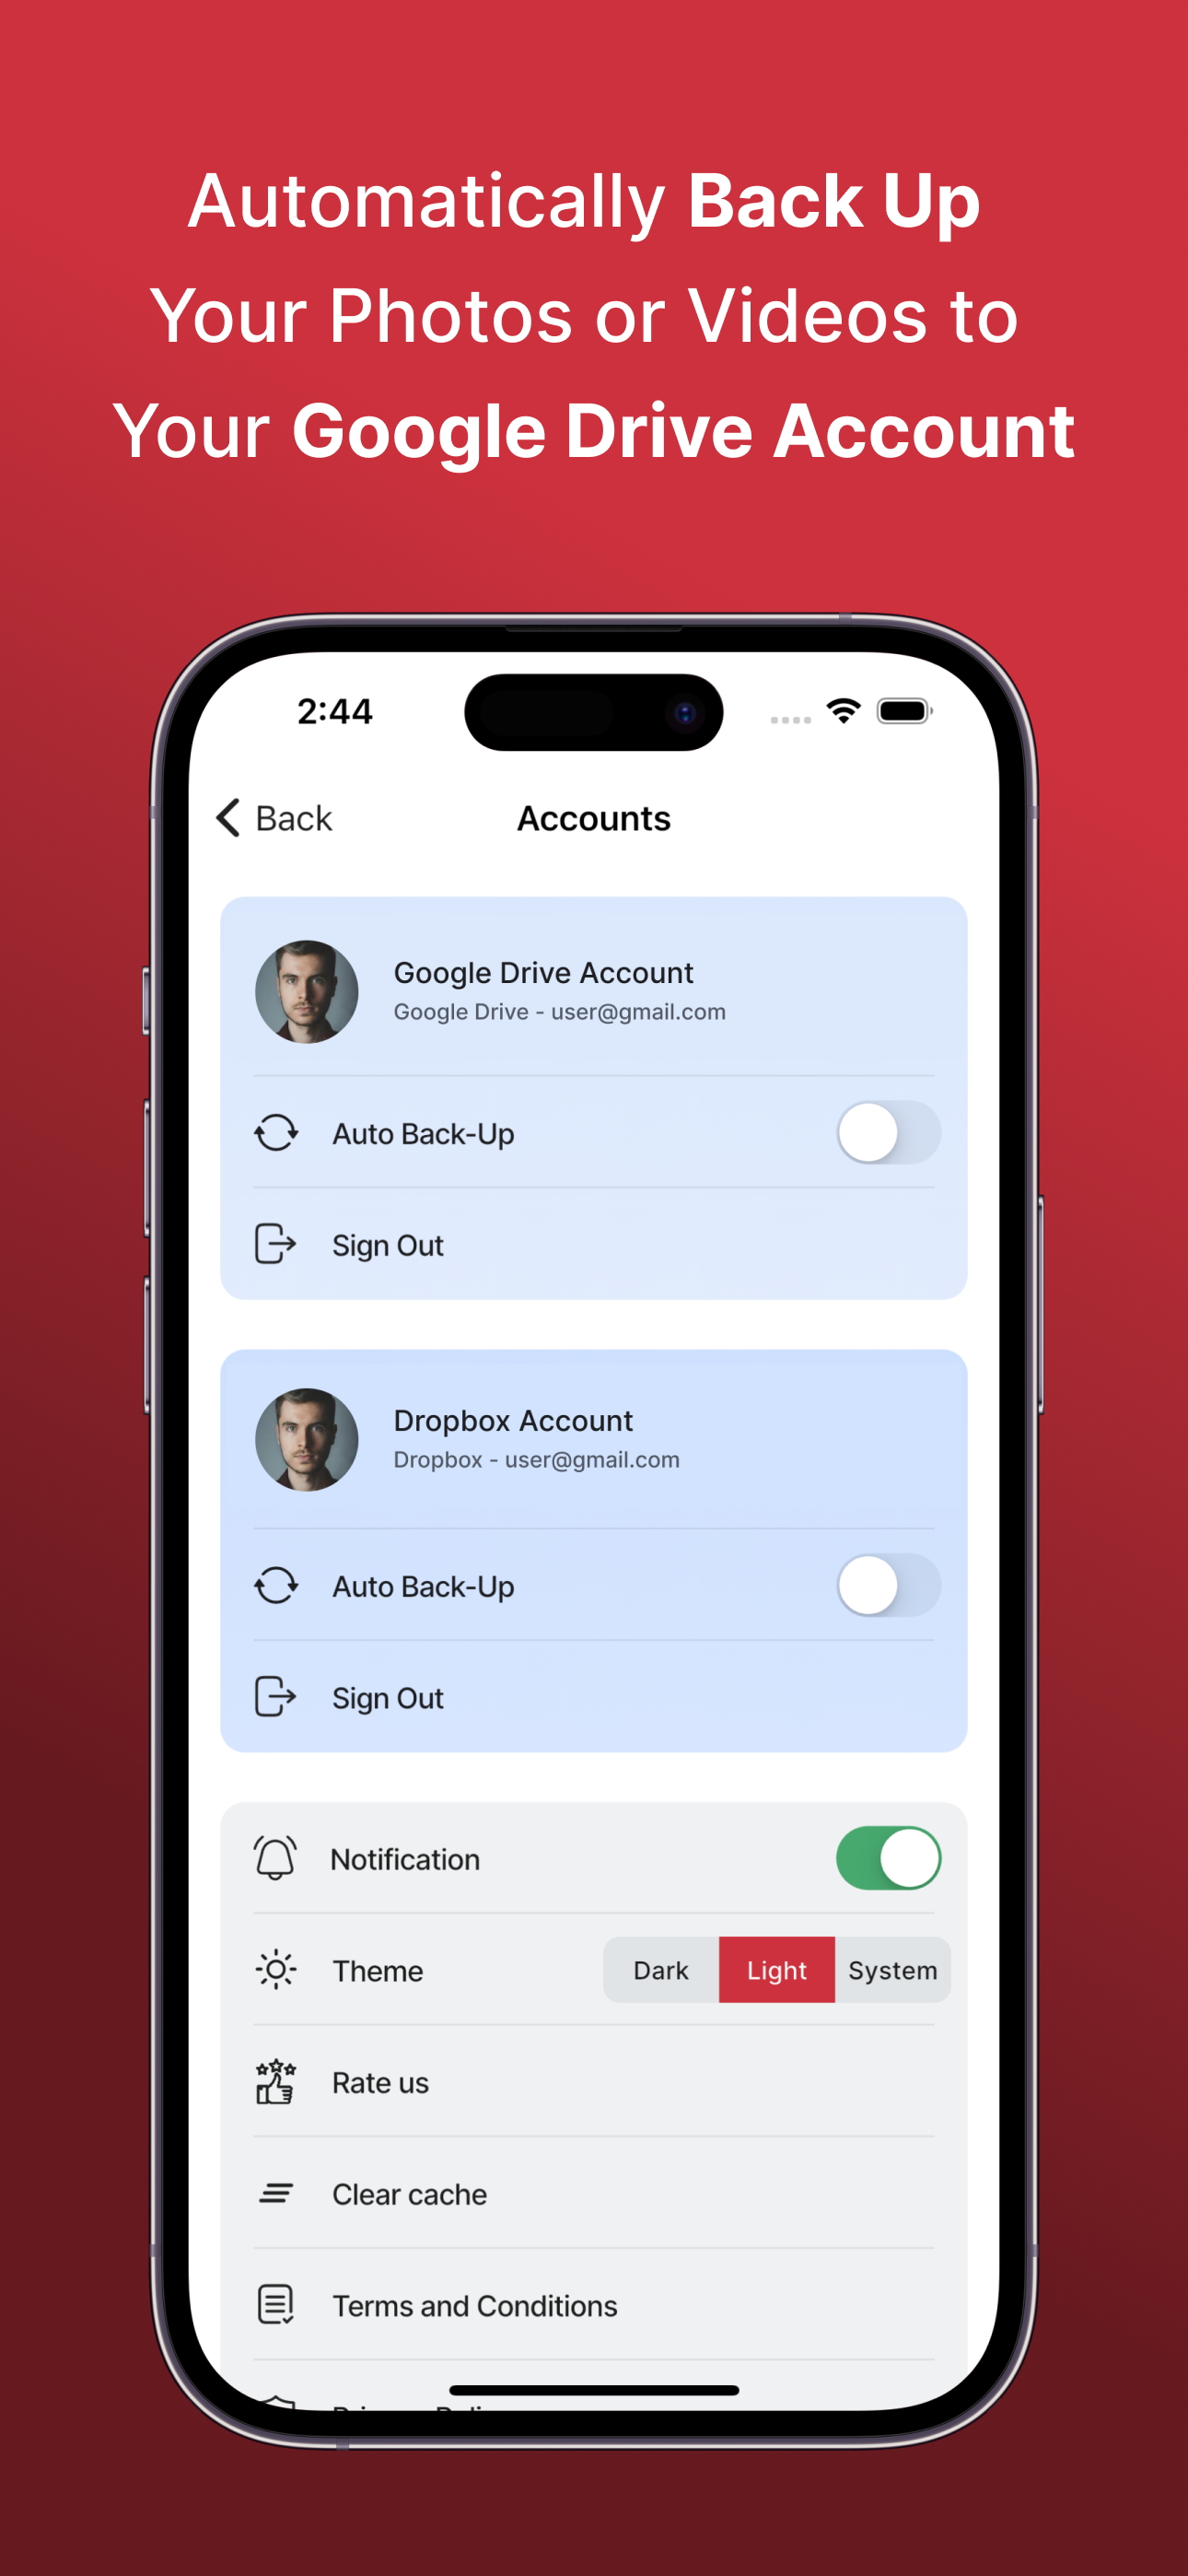 Automatically Back Up
Your Photos or Videos to
Your Google Drive Account
2:44
Back
Accounts
Google Drive Account
Google Drive - user@gmail.com
Auto Back-Up
Sign Out
Dropbox Account
Dropbox - user@gmail.com
Auto Back-Up
Sign Out
Notification
Theme Dark Light System
Rate us
Clear cache
Terms and Conditions